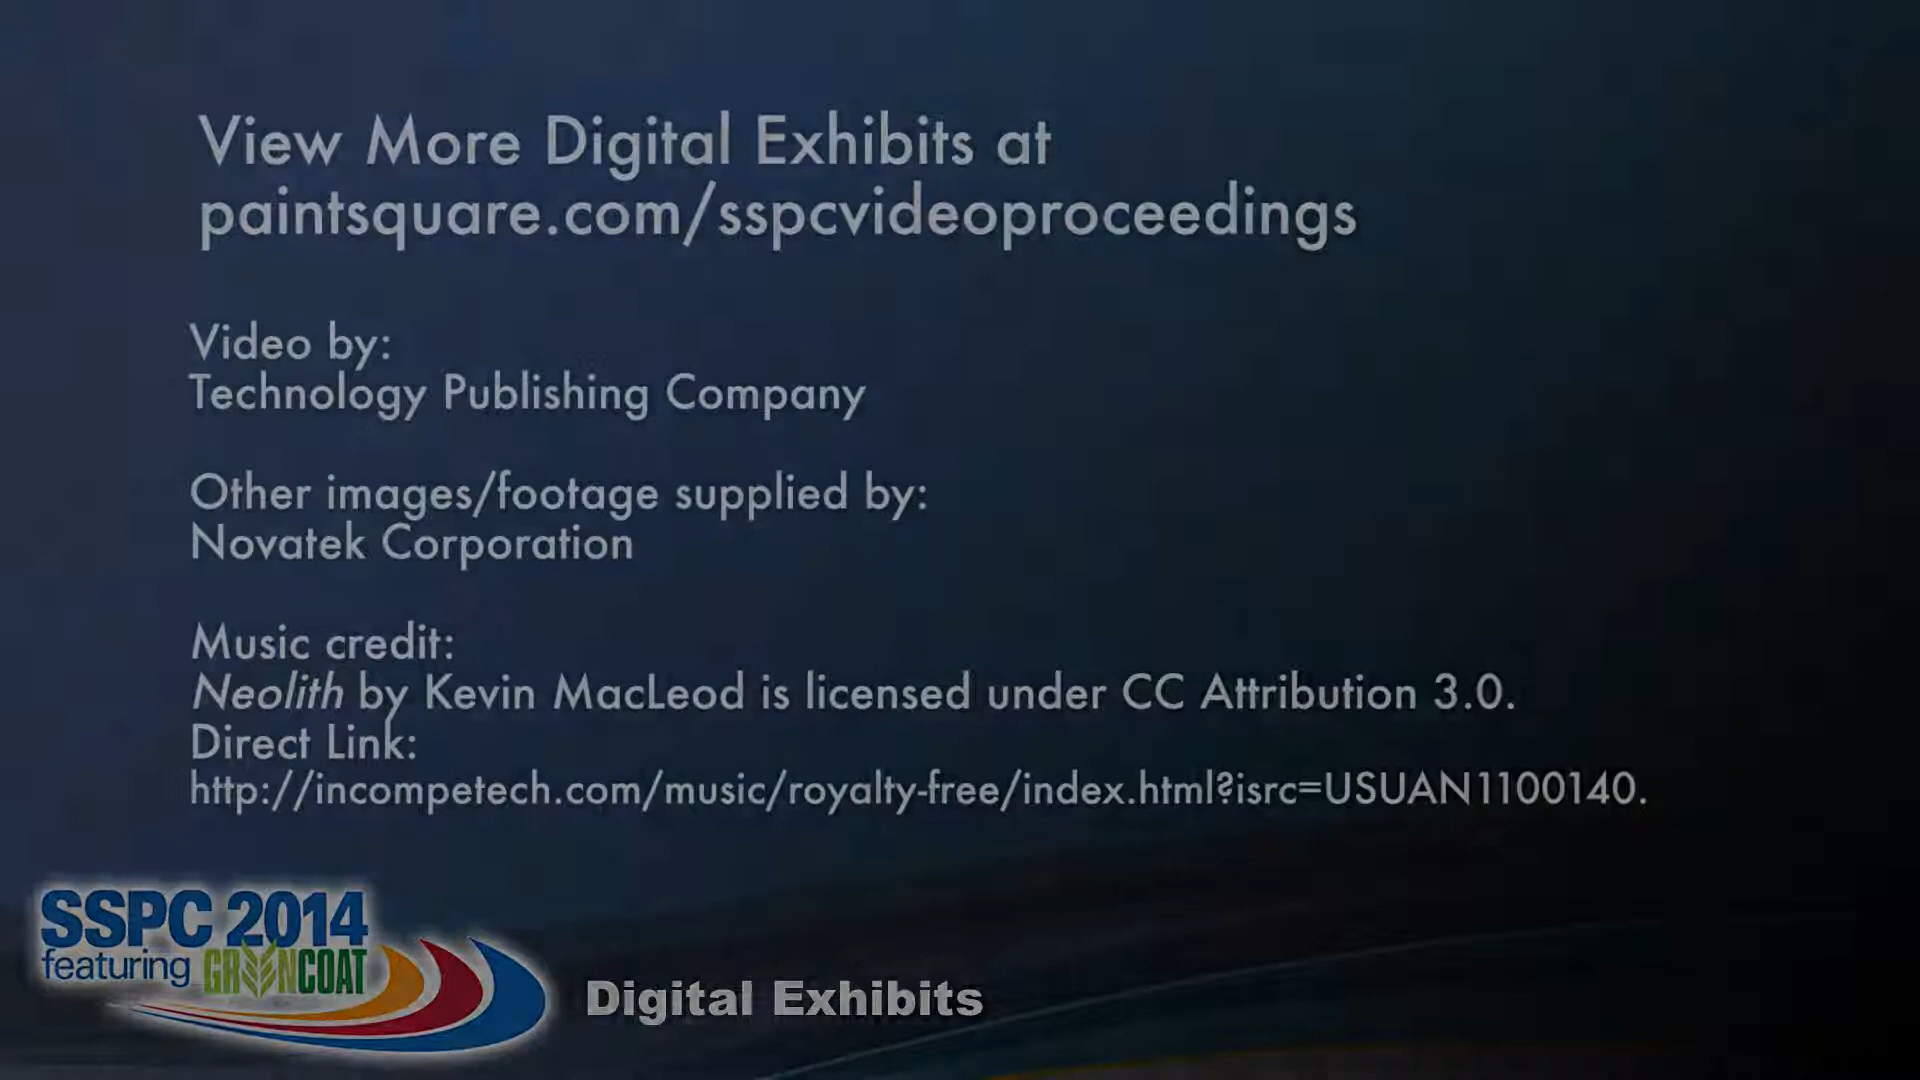 View More Digital Exhibits at
paintsquare.com/sspcvideoproceedings
Video by:
Technology Publishing Company
Other images/footage supplied by:
Novatek Corporation
Music credit:
Neolith by Kevin MacLeod is licensed under CC Attribution 3.0.
Direct Link:
http://incompetech.com/music/royalty-free/index.html?isrc=USUAN1100140.
SSPC 2014
featuring GREENCOAT
Digital Exhibits